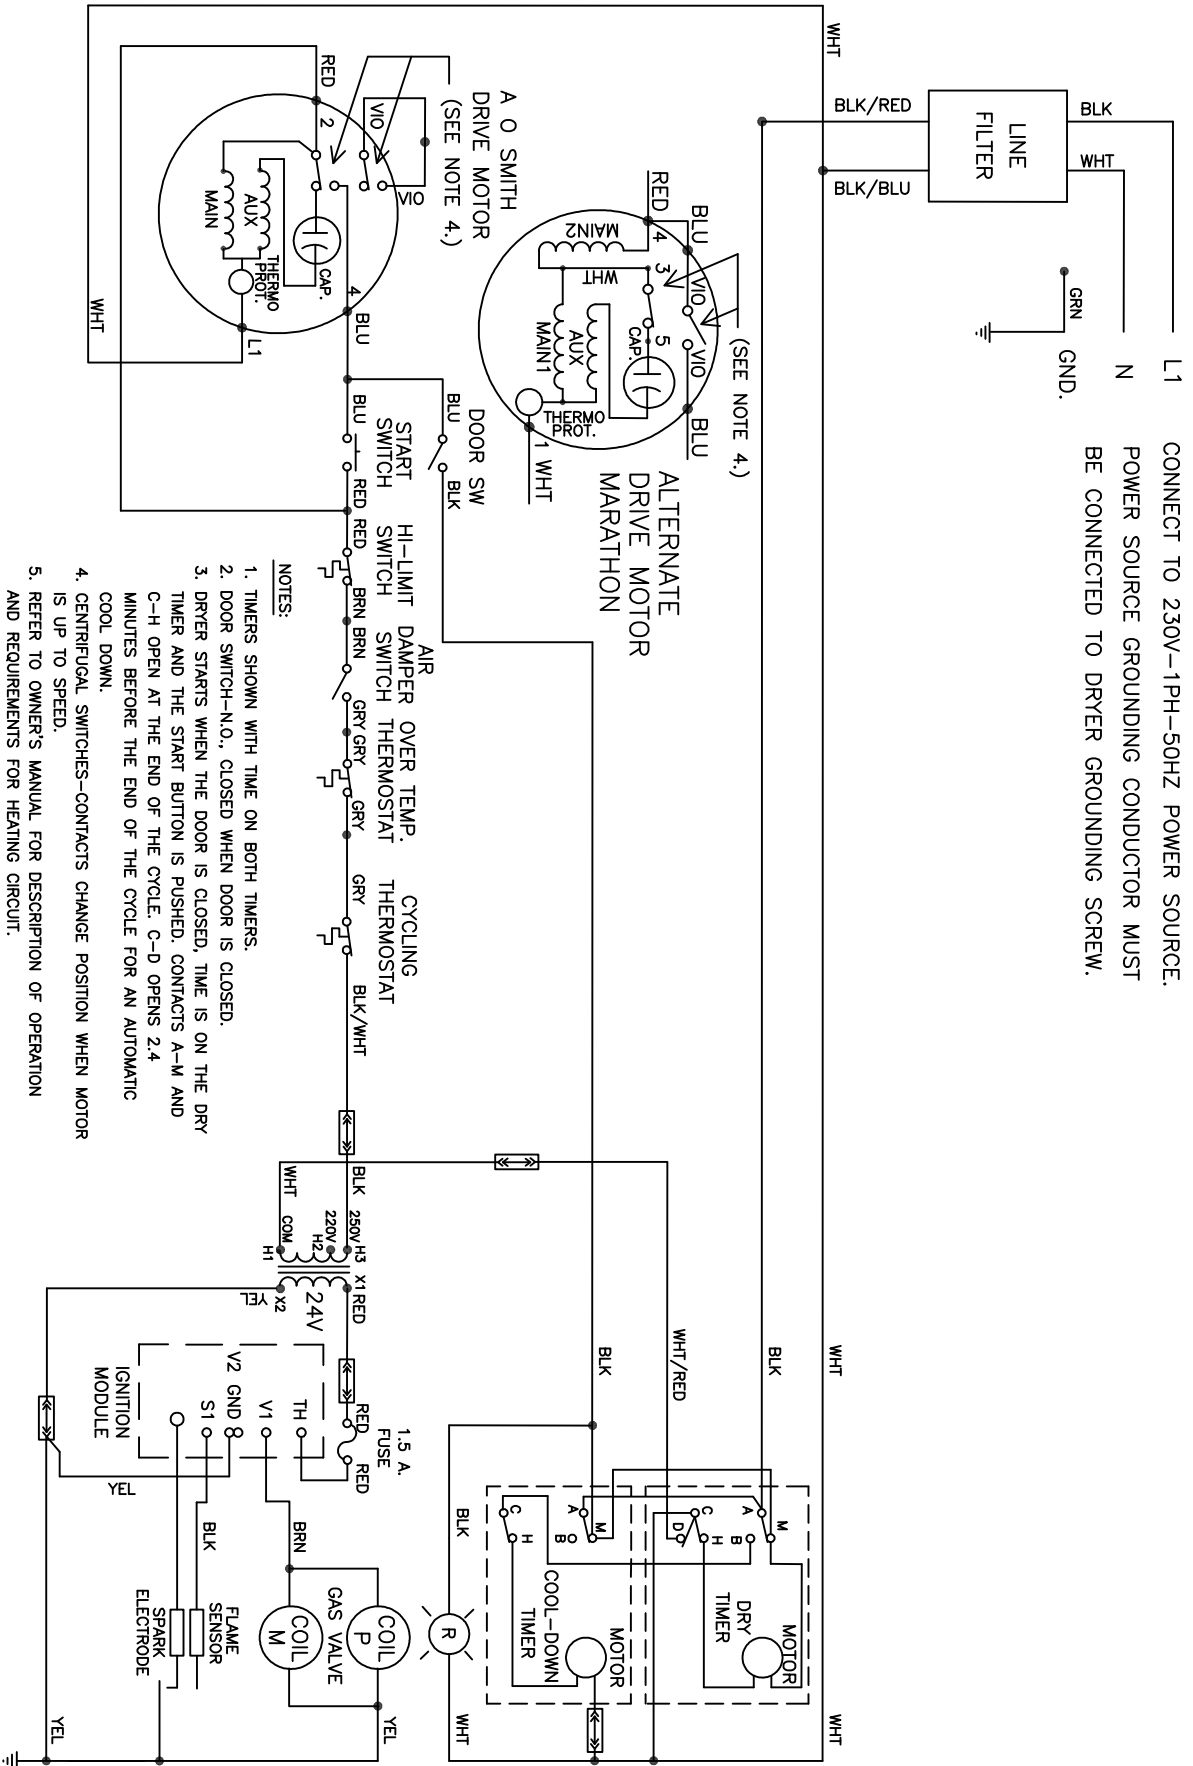 L1
CONNECT TO 230V-1PH-50HZ POWER SOURCE.
N
POWER SOURCE GROUNDING CONDUCTOR MUST
GND.
BE CONNECTED TO DRYER GROUNDING SCREW.
GRN
BLK
WHT
LINE
FILTER
BLK/RED
BLK/BLU
WHT
WHT
WHT
BLK
WHT/RED
BLK
ALTERNATE
DRIVE MOTOR
MARATHON
(SEE NOTE 4.)
BLU
RED
4
VIO
VIO
BLU
3
5
MAIN2
WHT
CAP.
AUX
MAIN1
THERMO
PROT.
1
WHT
A O SMITH
DRIVE MOTOR
(SEE NOTE 4.)
RED
2
VIO
VIO
CAP.
4
BLU
AUX
MAIN
THERMO
PROT.
L1
WHT
DOOR SW
BLU
BLK
START
SWITCH
BLU
RED
HI-LIMIT
SWITCH
RED
BRN
AIR
DAMPER
SWITCH
BRN
GRY
OVER TEMP.
THERMOSTAT
GRY
GRY
CYCLING
THERMOSTAT
GRY
BLK/WHT
BLK
WHT
250V
H3
220V
H2
COM
H1
X1
RED
24V
X2
YEL
1.5 A.
FUSE
RED
RED
TH
V1
V2 GND
S1
IGNITION
MODULE
YEL
BRN
BLK
GAS VALVE
COIL
P
COIL
M
FLAME
SENSOR
SPARK
ELECTRODE
YEL
YEL
BLK
R
WHT
M
A
B
H
C
D
DRY
TIMER
MOTOR
M
A
B
H
C
COOL-DOWN
TIMER
MOTOR
NOTES:
1. TIMERS SHOWN WITH TIME ON BOTH TIMERS.
2. DOOR SWITCH-N.O., CLOSED WHEN DOOR IS CLOSED.
3. DRYER STARTS WHEN THE DOOR IS CLOSED, TIME IS ON THE DRY
TIMER AND THE START BUTTON IS PUSHED. CONTACTS A-M AND
C-H OPEN AT THE END OF THE CYCLE. C-D OPENS 2.4
MINUTES BEFORE THE END OF THE CYCLE FOR AN AUTOMATIC
COOL DOWN.
4. CENTRIFUGAL SWITCHES-CONTACTS CHANGE POSITION WHEN MOTOR
IS UP TO SPEED.
5. REFER TO OWNER'S MANUAL FOR DESCRIPTION OF OPERATION
AND REQUIREMENTS FOR HEATING CIRCUIT.